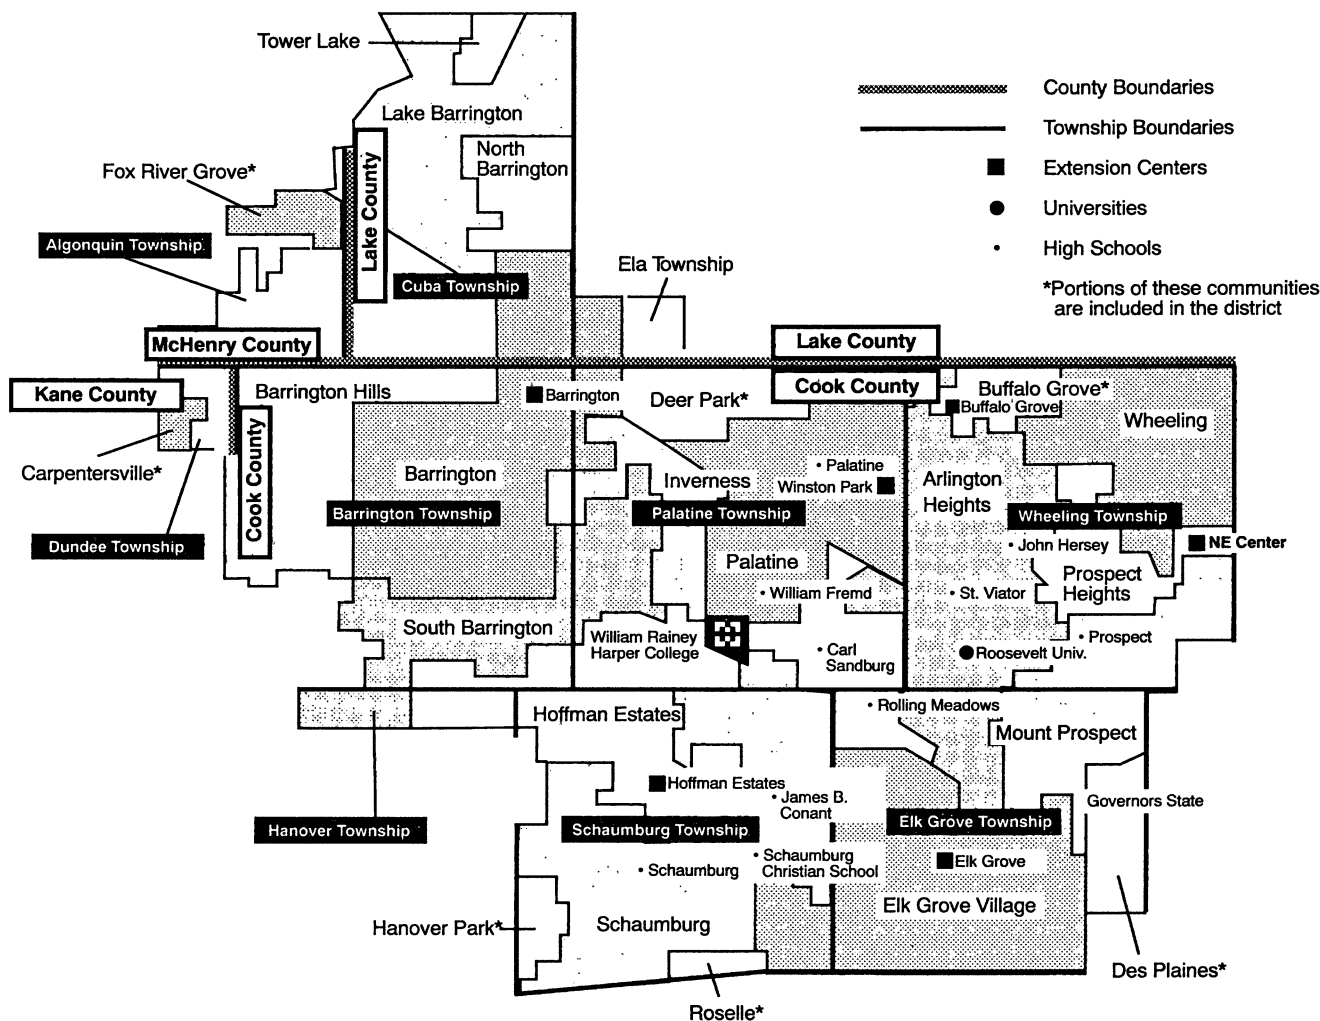 Tower Lake
Lake Barrington
North
Barrington
Fox River Grove*
Lake County
Algonquin Township
Cuba Township
Ela Township
County Boundaries
Township Boundaries
Extension Centers
Universities
High Schools
*Portions of these communities
are included in the district
McHenry County
Lake County
Kane County
Cook County
Barrington Hills
Barrington
Deer Park*
Buffalo Grove*
Buffalo Grove
Wheeling
Carpentersville*
Cook County
Barrington
Inverness
Palatine
Winston Park
Arlington
Heights
Barrington Township
Palatine Township
Wheeling Township
Dundee Township
John Hersey
NE Center
Palatine
William Fremd
St. Viator
Prospect
Heights
South Barrington
William Rainey
Harper College
Carl
Sandburg
Roosevelt Univ.
Prospect
Hoffman Estates
Rolling Meadows
Mount Prospect
Hoffman Estates
James B.
Conant
Governors State
Hanover Township
Schaumburg Township
Elk Grove Township
Schaumburg
Schaumburg
Christian School
Elk Grove
Hanover Park*
Schaumburg
Elk Grove Village
Des Plaines*
Roselle*